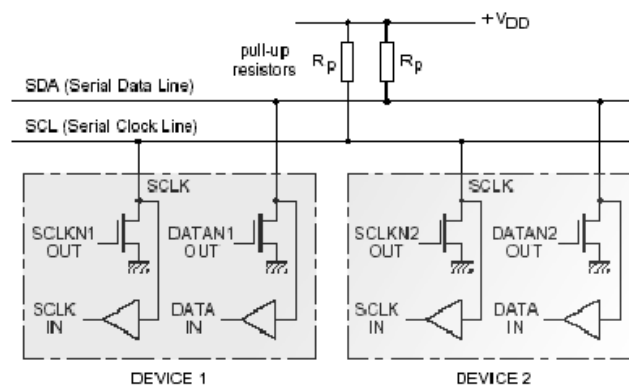 +VDD
pull-up
resistors
Rp
Rp
SDA (Serial Data Line)
SCL (Serial Clock Line)
SCLK
SCLKN1
OUT
DATAN1
OUT
SCLK
IN
DATA
IN
DEVICE 1
SCLK
SCLKN2
OUT
DATAN2
OUT
SCLK
IN
DATA
IN
DEVICE 2